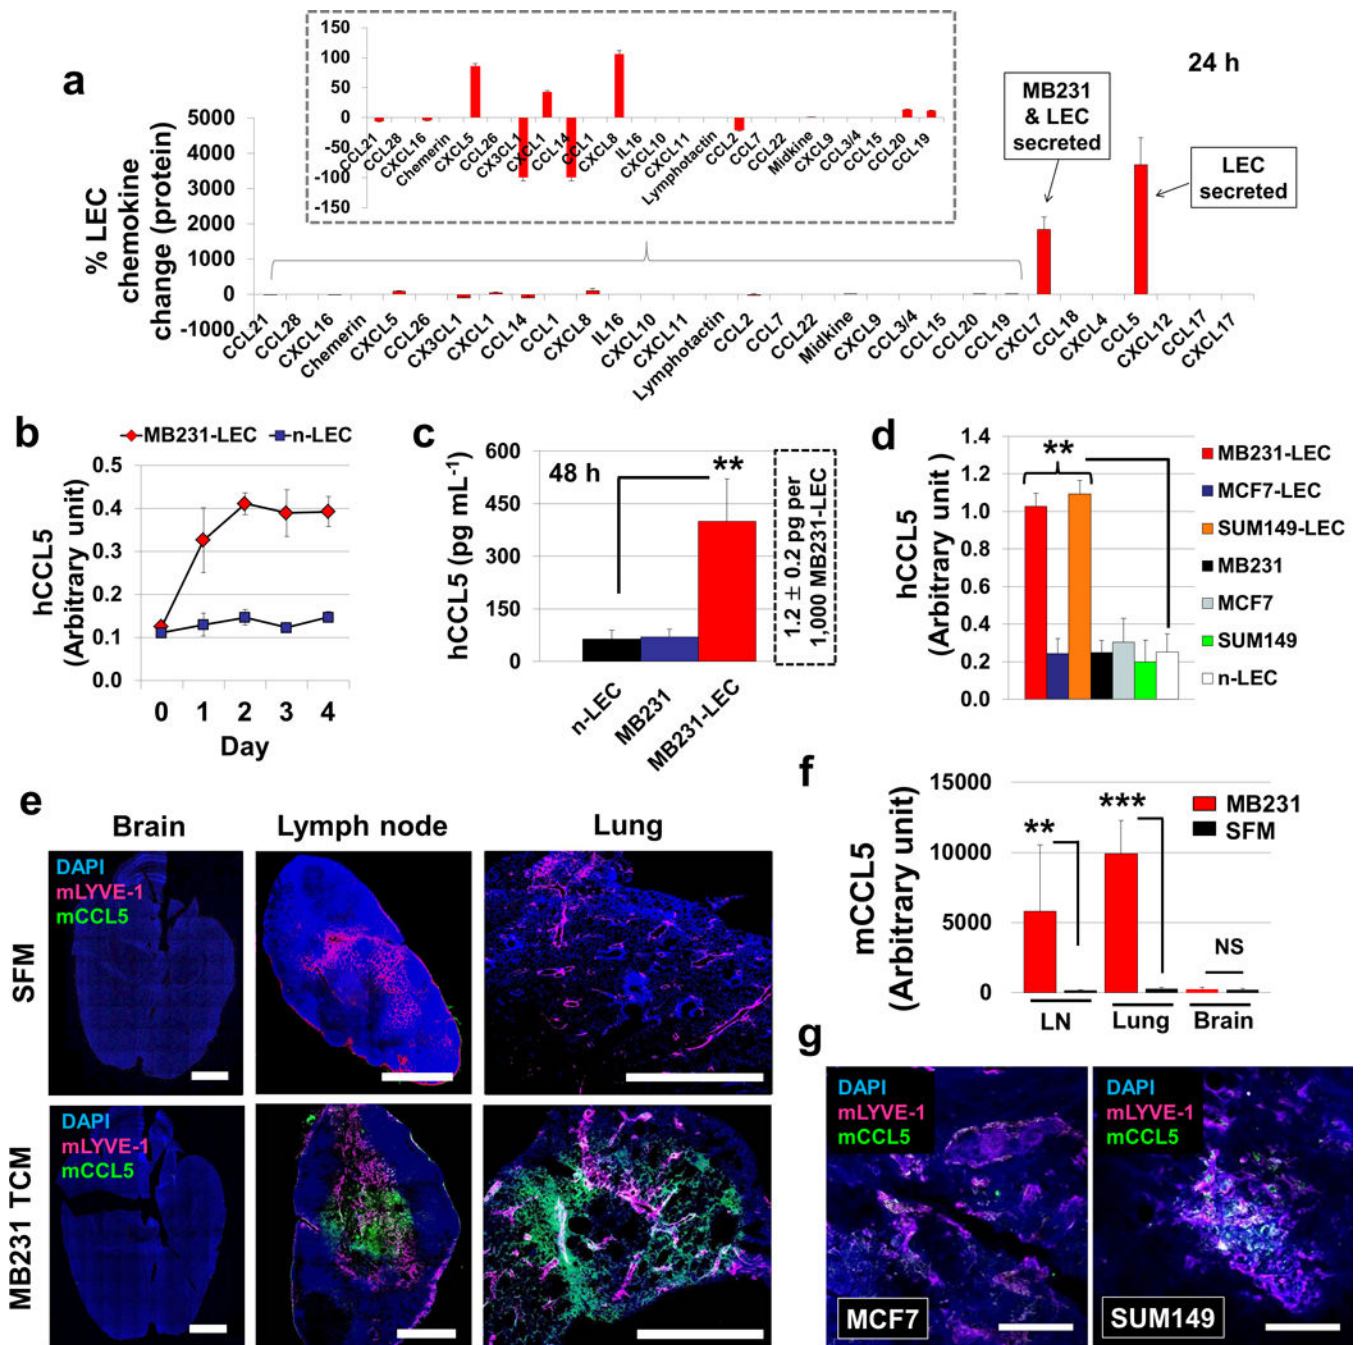 a
24 h
% LEC
chemokine
change (protein)
5000
4000
3000
2000
1000
0
-1000
150
100
50
0
-50
-100
-150
CCL21
CCL28
CXCL16
Chemerin
CXCL5
CCL26
CX3CL1
CXCL1
CCL14
CCL1
CXCL8
IL16
CXCL10
CXCL11
Lymphotactin
CCL2
CCL7
CCL22
Midkine
CXCL9
CCL3/4
CCL15
CCL20
CCL19
MB231
& LEC
secreted
LEC
secreted
CCL21
CCL28
CXCL16
Chemerin
CXCL5
CCL26
CX3CL1
CXCL1
CCL14
CCL1
CXCL8
IL16
CXCL10
CXCL11
Lymphotactin
CCL2
CCL7
CCL22
Midkine
CXCL9
CCL3/4
CCL15
CCL20
CCL19
CXCL7
CCL18
CXCL4
CCL5
CXCL12
CCL17
CXCL17
b
MB231-LEC n-LEC
hCCL5
(Arbitrary unit)
0.5
0.4
0.3
0.2
0.1
0.0
0 1 2 3 4
Day
c
hCCL5 (pg mL-1)
600
450
300
150
0
48 h
**
n-LEC
MB231
MB231-LEC
1.2 ± 0.2 pg per
1,000 MB231-LEC
d
hCCL5
(Arbitrary unit )
1.4
1.2
1.0
0.8
0.6
0.4
0.2
0.0
**
MB231-LEC
MCF7-LEC
SUM149-LEC
MB231
MCF7
SUM149
n-LEC
e
Brain Lymph node Lung
SFM
DAPI
mLYVE-1
mCCL5
MB231 TCM
DAPI
mLYVE-1
mCCL5
f
mCCL5
(Arbitrary unit)
15000
10000
5000
0
**
***
NS
MB231
SFM
LN Lung Brain
g
DAPI
mLYVE-1
mCCL5
MCF7
DAPI
mLYVE-1
mCCL5
SUM149